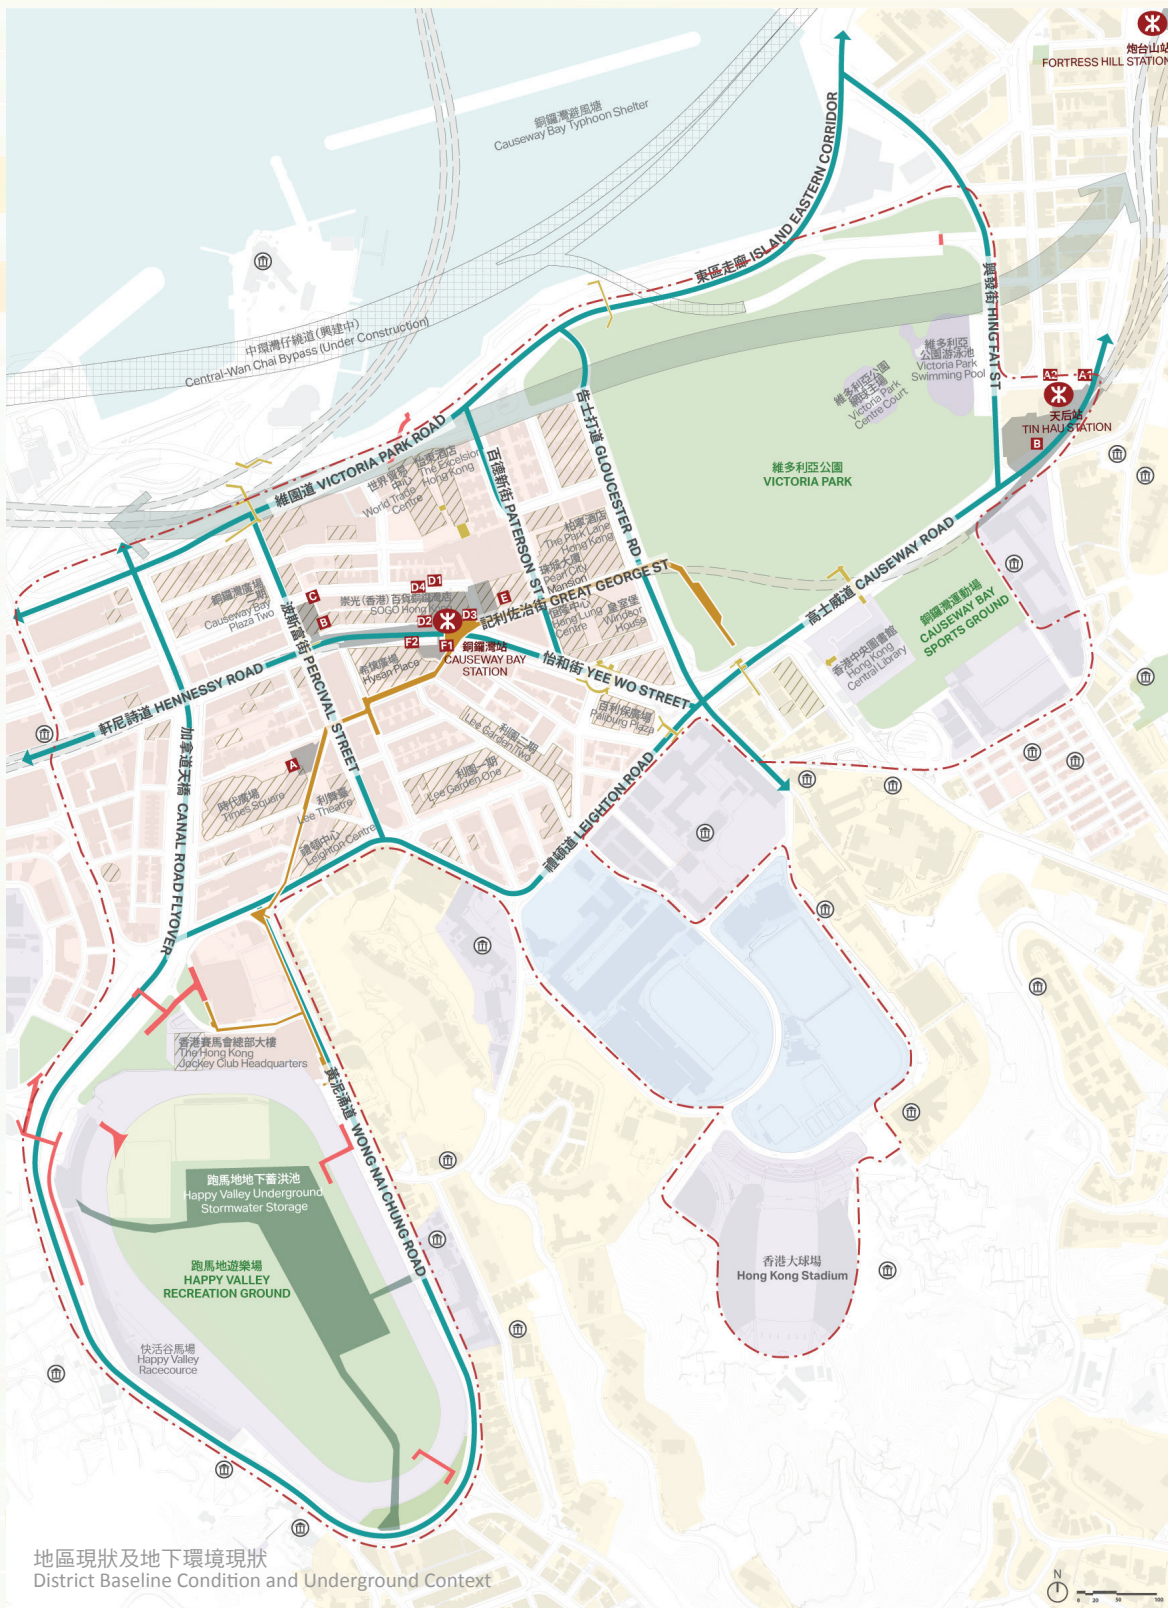 炮台山站
FORTRESS HILL STATION
銅鑼灣避風塘
Causeway Bay Typhoon Shelter
東區走廊 ISLAND EASTERN CORRIDOR
中環灣仔繞道(興建中)
Central-Wan Chai Bypass (Under Construction)
興發街 HING FAT ST
維多利亞
公園游泳池
Victoria Park
Swimming Pool
維多利亞公園
網球主場
Victoria Park
Centre Court
A2
A1
天后站
TIN HAU STATION
B
維多利亞公園
VICTORIA PARK
告士打道 GLOUCESTER RD
維園道 VICTORIA PARK ROAD
怡東酒店
The Excelsior
Hong Kong
世界貿易
中心
World Trade
Centre
百德新街 PATERSON ST
柏寧酒店
The Park Lane
Hong Kong
珠城大廈
Pearl City
Mansion
記利佐治街 GREAT GEORGE ST
恒隆中心
Hang Lung
Centre
皇室堡
Windsor
House
銅鑼灣廣場
二期
Causeway Bay
Plaza Two
C
B
D1
D4
崇光(香港)百貨銅鑼灣店
SOGO Hong Kong
D2
D3
E
F2
F1
銅鑼灣站
CAUSEWAY BAY
STATION
希慎廣場
Hysan Place
波斯富街 PERCIVAL STREET
軒尼詩道 HENNESSY ROAD
怡和街 YEE WO STREET
高士威道 CAUSEWAY ROAD
銅鑼灣運動場
CAUSEWAY BAY
SPORTS GROUND
香港中央圖書館
Hong Kong
Central Library
百利保廣場
Paliburg Plaza
利園二期
Lee Garden Two
利園一期
Lee Garden One
A
時代廣場
Times Square
利舞臺
Lee Theatre
禮頓中心
Leighton Centre
加拿道天橋 CANAL ROAD FLYOVER
禮頓道 LEIGHTON ROAD
香港賽馬會總部大樓
The Hong Kong
Jockey Club Headquarters
黃泥涌道 WONG NAI CHUNG ROAD
跑馬地地下蓄洪池
Happy Valley Underground
Stormwater Storage
跑馬地遊樂場
HAPPY VALLEY
RECREATION GROUND
快活谷馬場
Happy Valley
Racecource
香港大球場
Hong Kong Stadium
地區現狀及地下環境現狀
District Baseline Condition and Underground Context
N
0 20 50 100